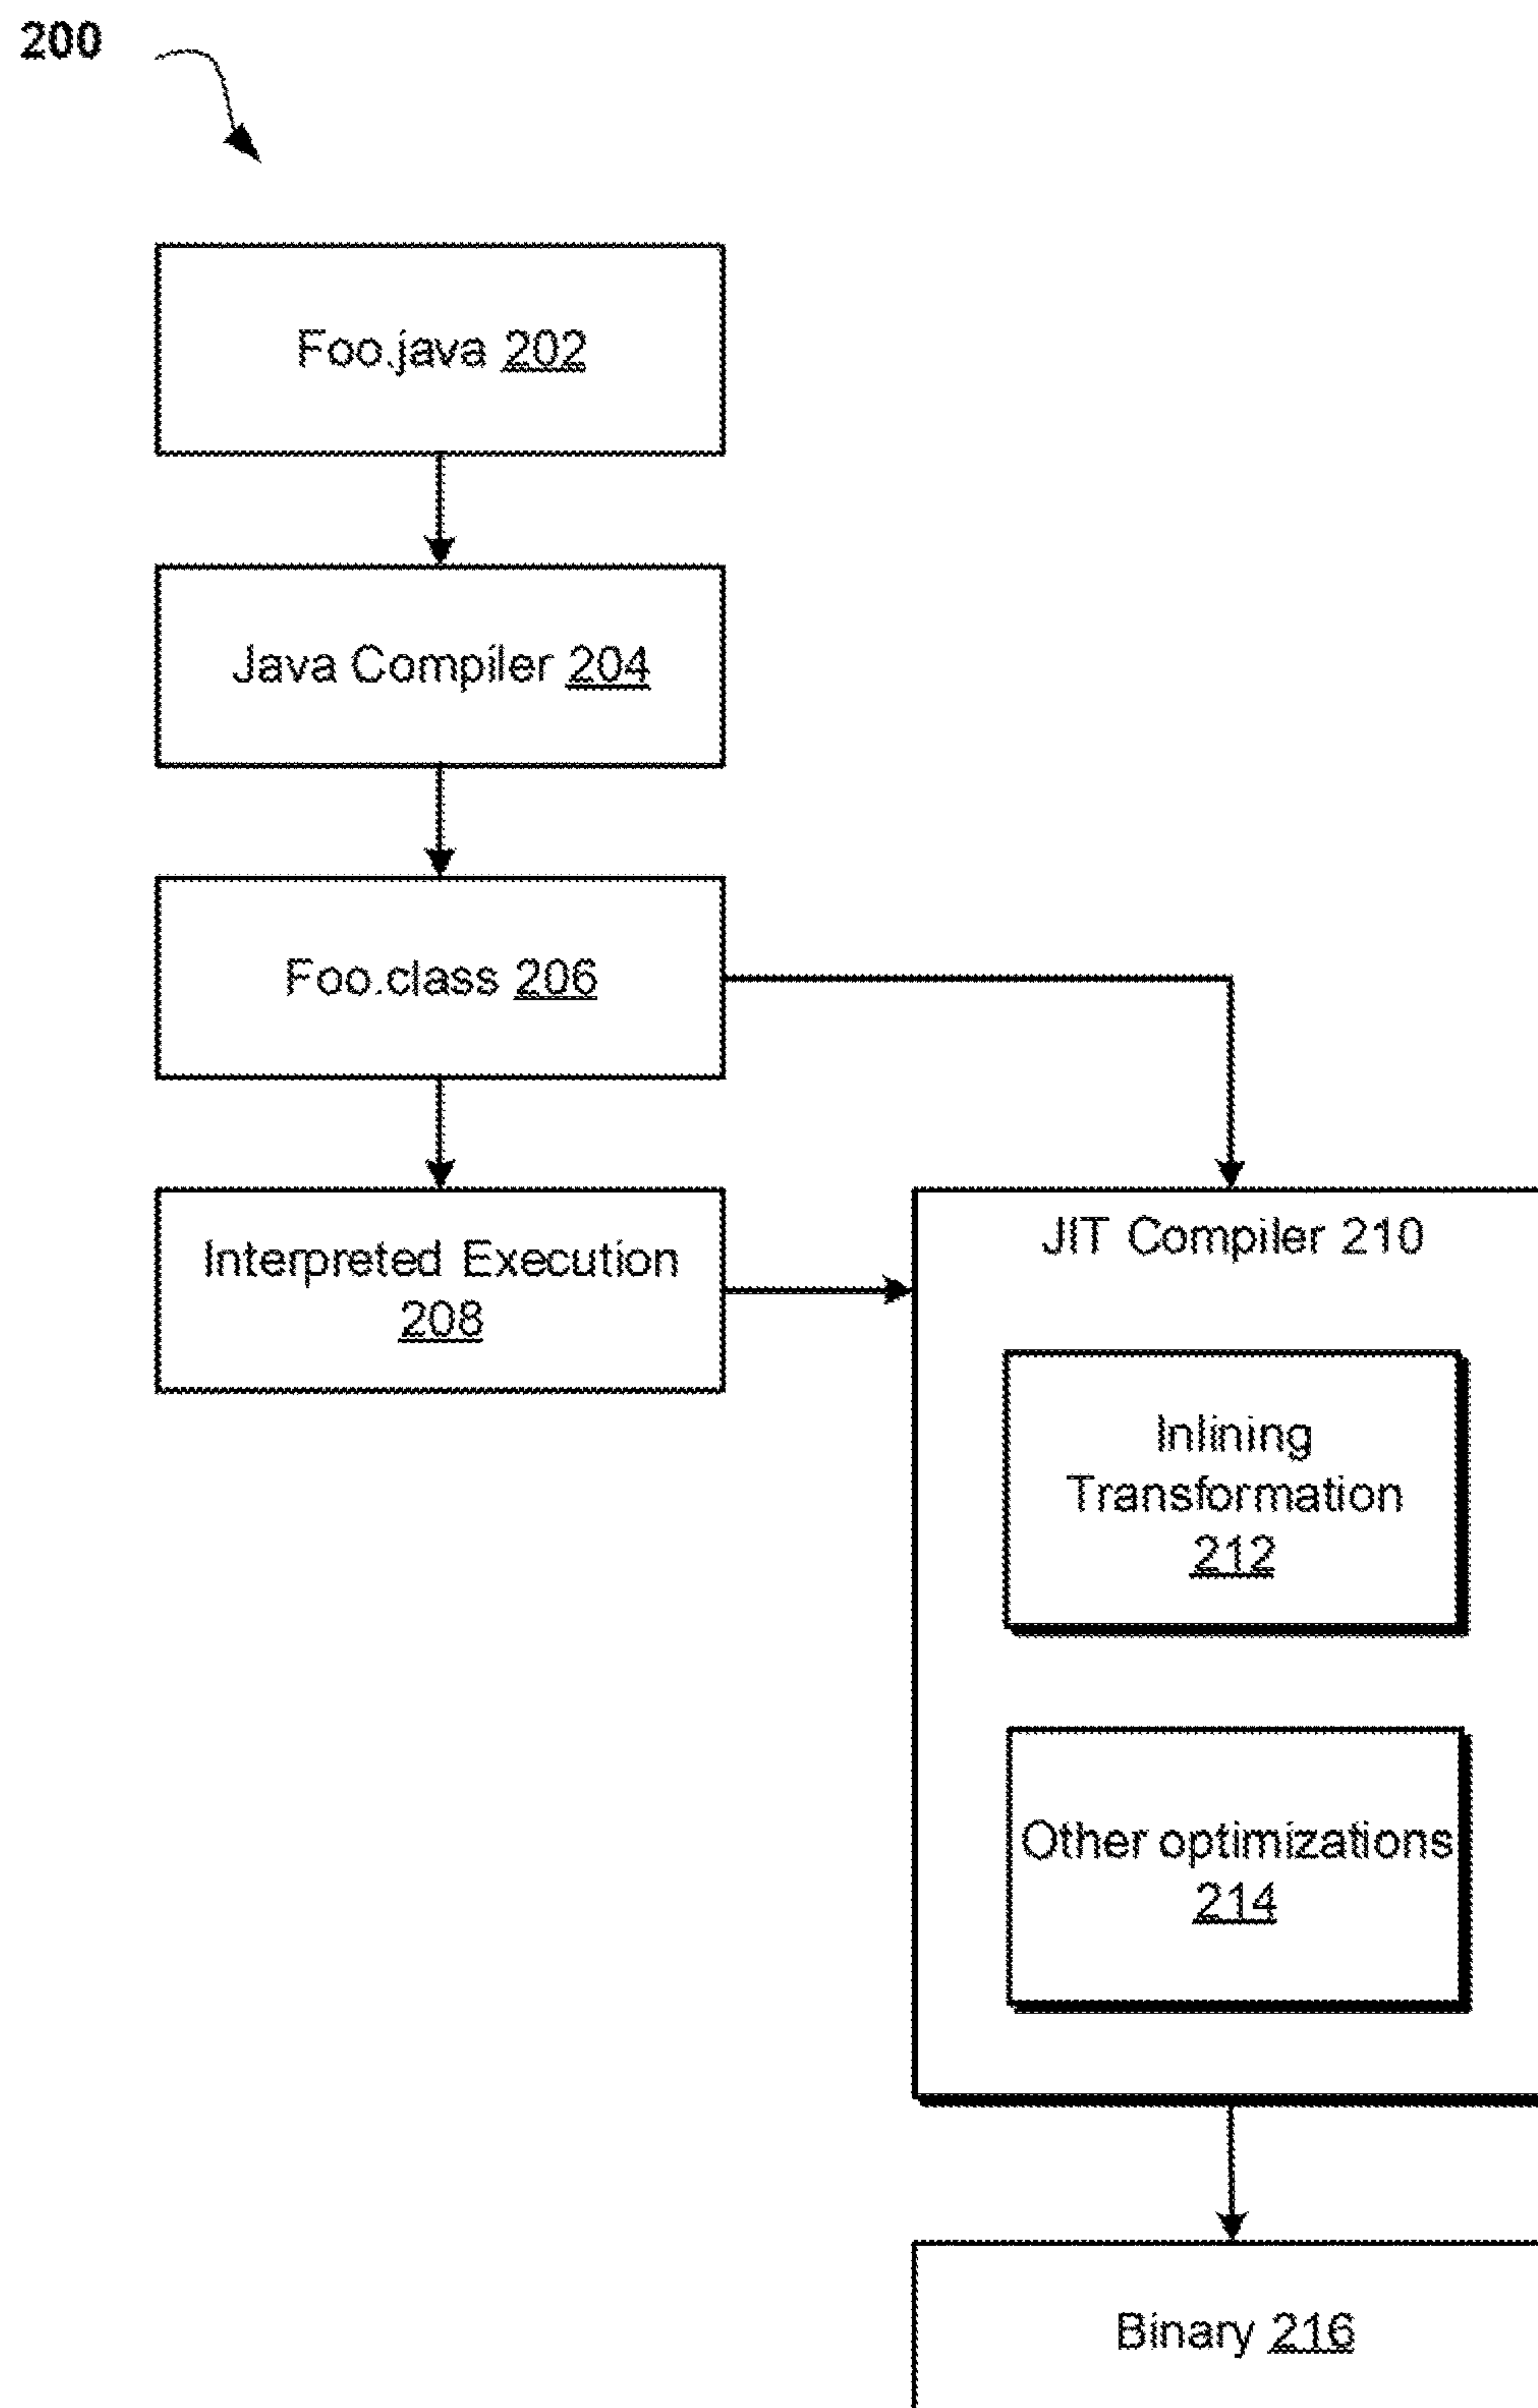 200
Foo.java 202
Java Compiler 204
Foo.class 206
Interpreted Execution
208
JIT Compiler 210
Inlining
Transformation
212
Other optimizations
214
Binary 216